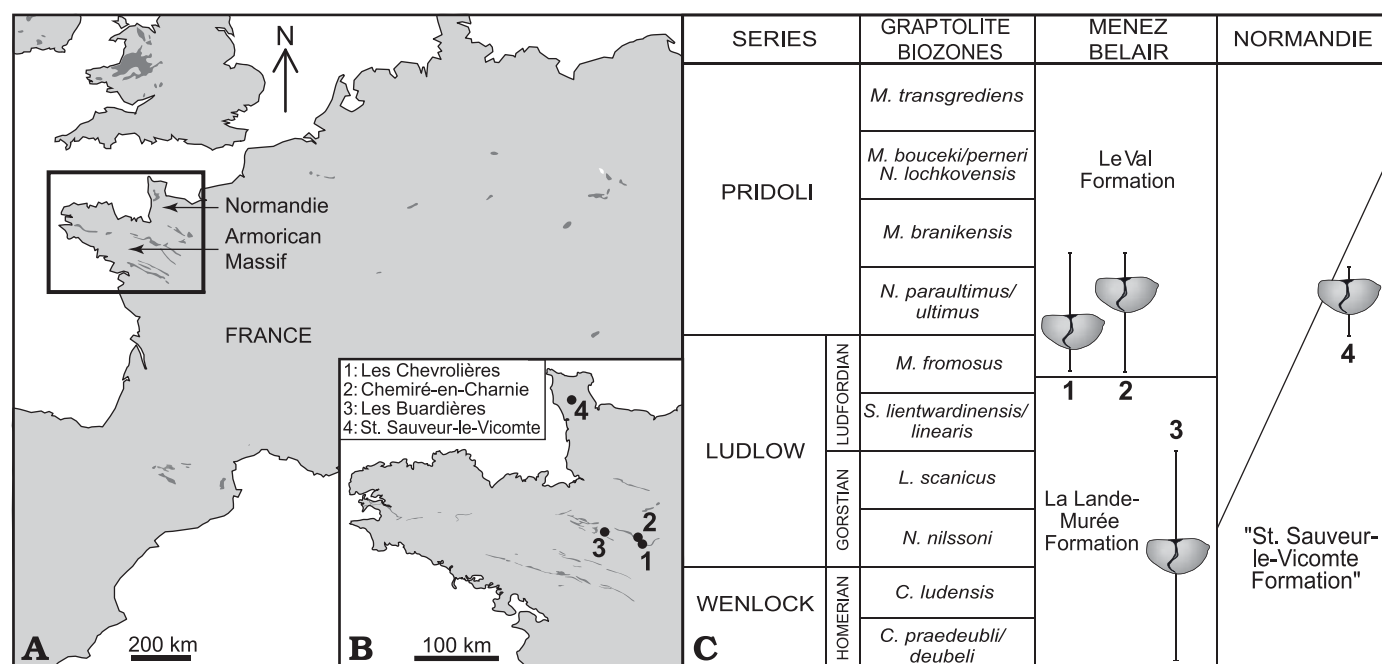 N
Normandie
Armorican
Massif
FRANCE
A
200 km
1: Les Chevrolières
2: Chemiré-en-Charnie
3: Les Buardières
4: St. Sauveur-le-Vicomte
4
2
3
1
B
100 km
SERIES
GRAPTOLITE
BIOZONES
MENEZ
BELAIR
NORMANDIE
PRIDOLI
M. transgrediens
M. bouceki/perneri
N. lochkovensis
M. branikensis
N. paraultimus/
ultimus
Le Val
Formation
LUDLOW
LUDFORDIAN
M. fromosus
S. lientwardinensis/
linearis
GORSTIAN
L. scanicus
N. nilssoni
WENLOCK
HOMERIAN
C. ludensis
C. praedeubli/
deubeli
1
2
3
4
La Lande-
Murée
Formation
"St. Sauveur-
le-Vicomte
Formation"
C